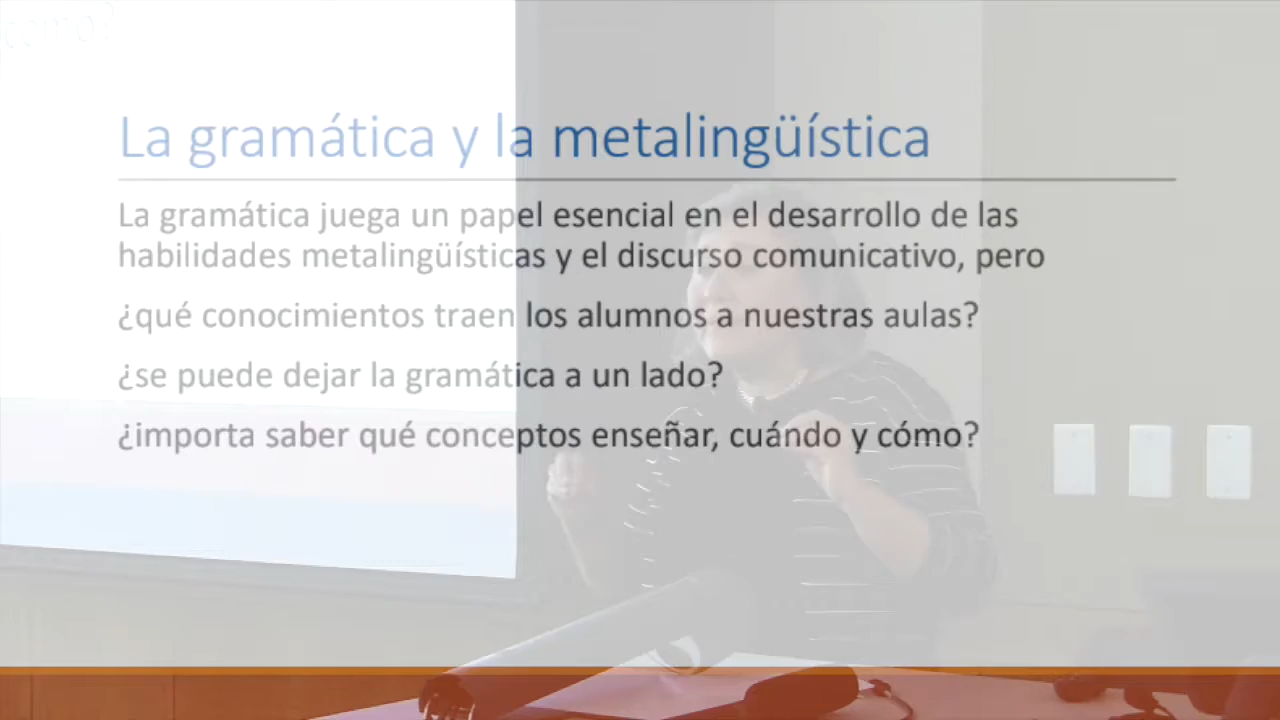 como?
La gramática y la metalingüística
La gramática juega un papel esencial en el desarrollo de las
habilidades metalingüísticas y el discurso comunicativo, pero
¿qué conocimientos traen los alumnos a nuestras aulas?
¿se puede dejar la gramática a un lado?
¿importa saber qué conceptos enseñar, cuándo y cómo?